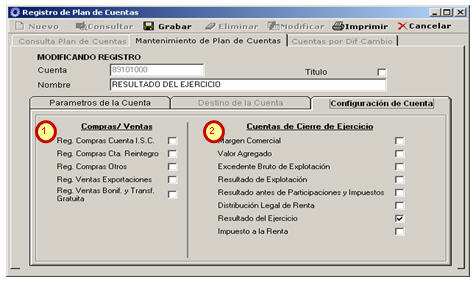 Registro de Plan de Cuentas
Nuevo Consultar Grabar Eliminar Modificar Imprimir Cancelar
Consulta Plan de Cuentas Mantenimiento de Plan de Cuentas Cuentas por Dif Cambio
MODIFICANDO REGISTRO
Cuenta 89101000 Titulo
Nombre RESULTADO DEL EJERCICIO
Parametros de la Cuenta Destino de la Cuenta Configuración de Cuenta
1 Compras/ Ventas
Reg. Compras Cuenta I.S.C.
Reg. Compras Cta. Reintegro
Reg. Compras Otros
Reg. Ventas Exportaciones
Reg. Ventas Bonif. y Transf.
Gratuita
2 Cuentas de Cierre de Ejercicio
Margen Comercial
Valor Agregado
Excedente Bruto de Explotación
Resultado de Explotación
Resultado antes de Participaciones y Impuestos
Distribución Legal de Renta
Resultado del Ejercicio
Impuesto a la Renta